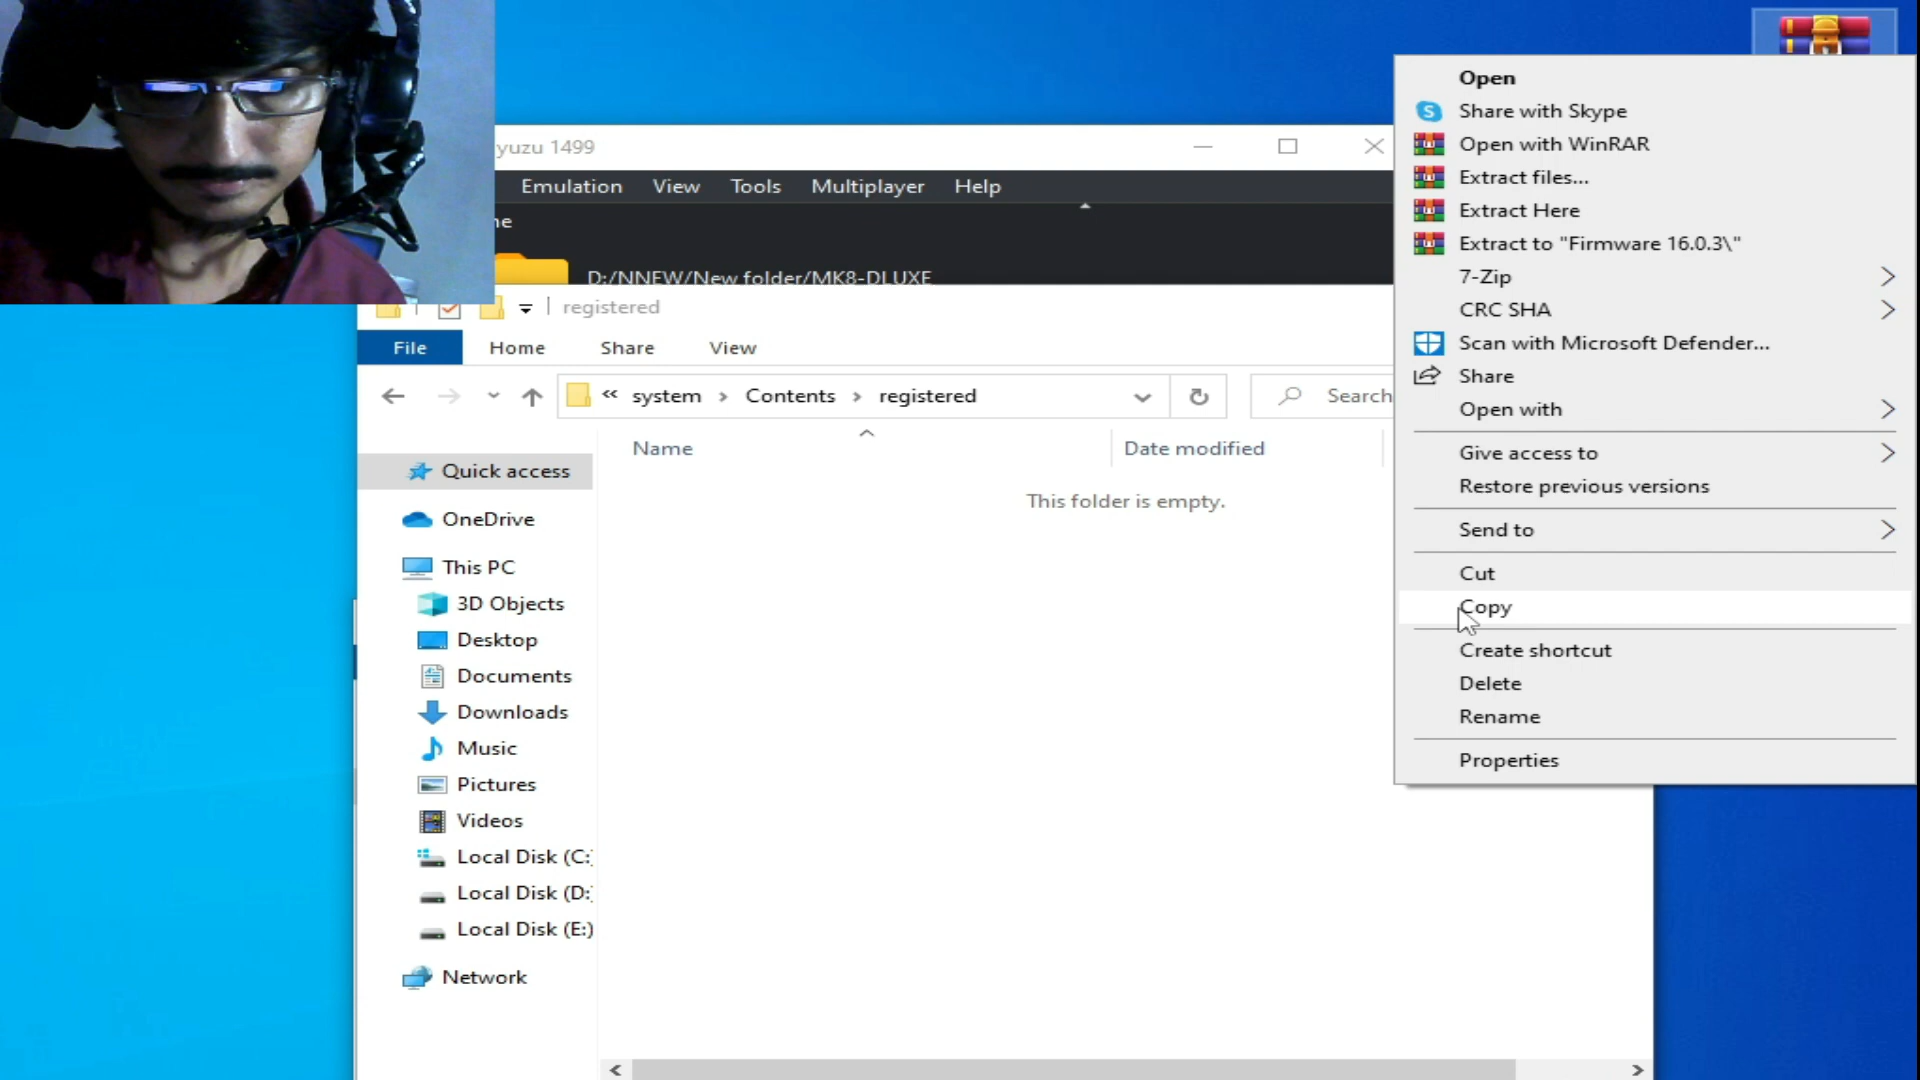 yuzu 1499
Emulation View Tools Multiplayer Help
ne
D:/NNEW/New folder/MK8-DLUXE
registered
File Home Share View
« system > Contents > registered
Search
Name
Date modified
This folder is empty.
Quick access
OneDrive
This PC
3D Objects
Desktop
Documents
Downloads
Music
Pictures
Videos
Local Disk (C:
Local Disk (D:
Local Disk (E:)
Network
Open
Share with Skype
Open with WinRAR
Extract files...
Extract Here
Extract to "Firmware 16.0.3\"
7-Zip
CRC SHA
Scan with Microsoft Defender...
Share
Open with
Give access to
Restore previous versions
Send to
Cut
Copy
Create shortcut
Delete
Rename
Properties